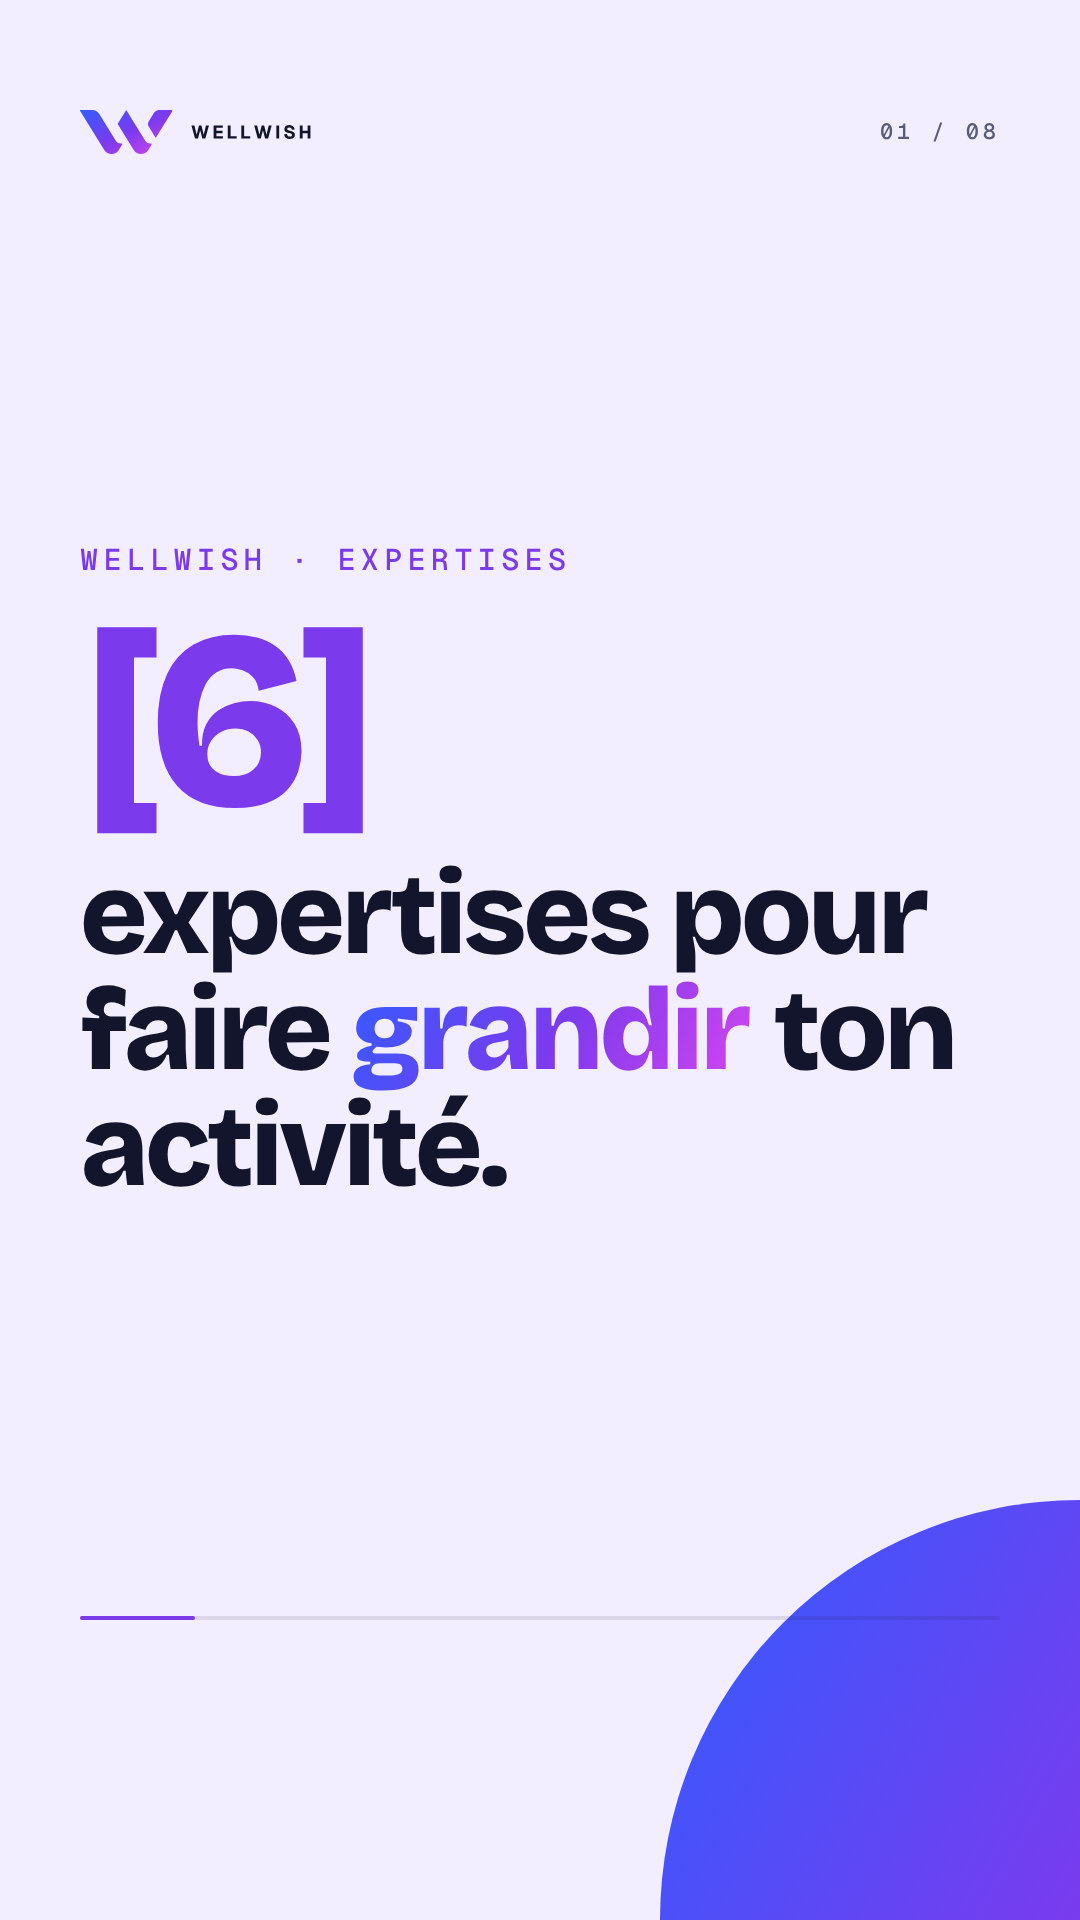 WELLWISH
01 / 08
WELLWISH · EXPERTISES
[6]
expertises pour
faire grandir ton
activité.